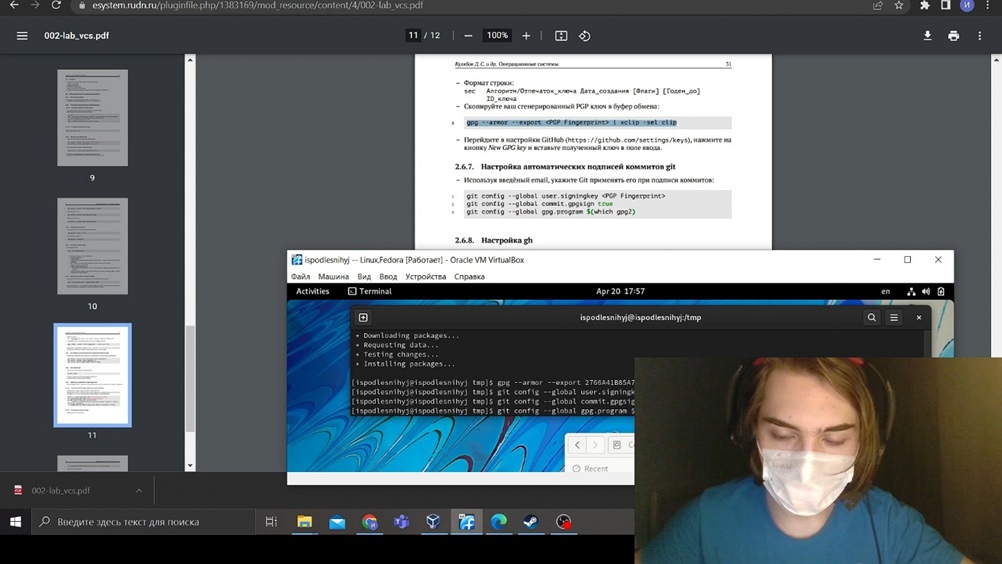 esystem.rudn.ru/pluginfile.php/1383169/mod_resource/content/4/002-lab_vcs.pdf
И
002-lab_vcs.pdf
11 / 12
100%
9
10
11
Кулябов Д. С. и др. Операционные системы
31
– Формат строки:
sec Алгоритм/Отпечаток_ключа Дата_создания [Флаги] [Годен_до]
ID_ключа
– Скопируйте ваш сгенерированный PGP ключ в буфер обмена:
gpg --armor --export <PGP Fingerprint> | xclip -sel clip
– Перейдите в настройки GitHub (https://github.com/settings/keys), нажмите на
кнопку New GPG key и вставьте полученный ключ в поле ввода.
2.6.7. Настройка автоматических подписей коммитов git
– Используя введёный email, укажите Git применять его при подписи коммитов:
1 git config --global user.signingkey <PGP Fingerprint>
2 git config --global commit.gpgsign true
3 git config --global gpg.program $(which gpg2)
2.6.8. Настройка gh
ispodlesnihyj -- Linux,Fedora [Работает] - Oracle VM VirtualBox
Файл Машина Вид Ввод Устройства Справка
Activities Terminal Apr 20 17:57 en
ispodlesnihyj@ispodlesnihyj:/tmp
* Downloading packages...
* Requesting data...
* Testing changes...
* Installing packages...
[ispodlesnihyj@ispodlesnihyj tmp]$ gpg --armor --export 2766A41B85A7
[ispodlesnihyj@ispodlesnihyj tmp]$ git config --global user.signingk
[ispodlesnihyj@ispodlesnihyj tmp]$ git config --global commit.gpgsig
[ispodlesnihyj@ispodlesnihyj tmp]$ git config --global gpg.program $
Recent
002-lab_vcs.pdf
Введите здесь текст для поиска